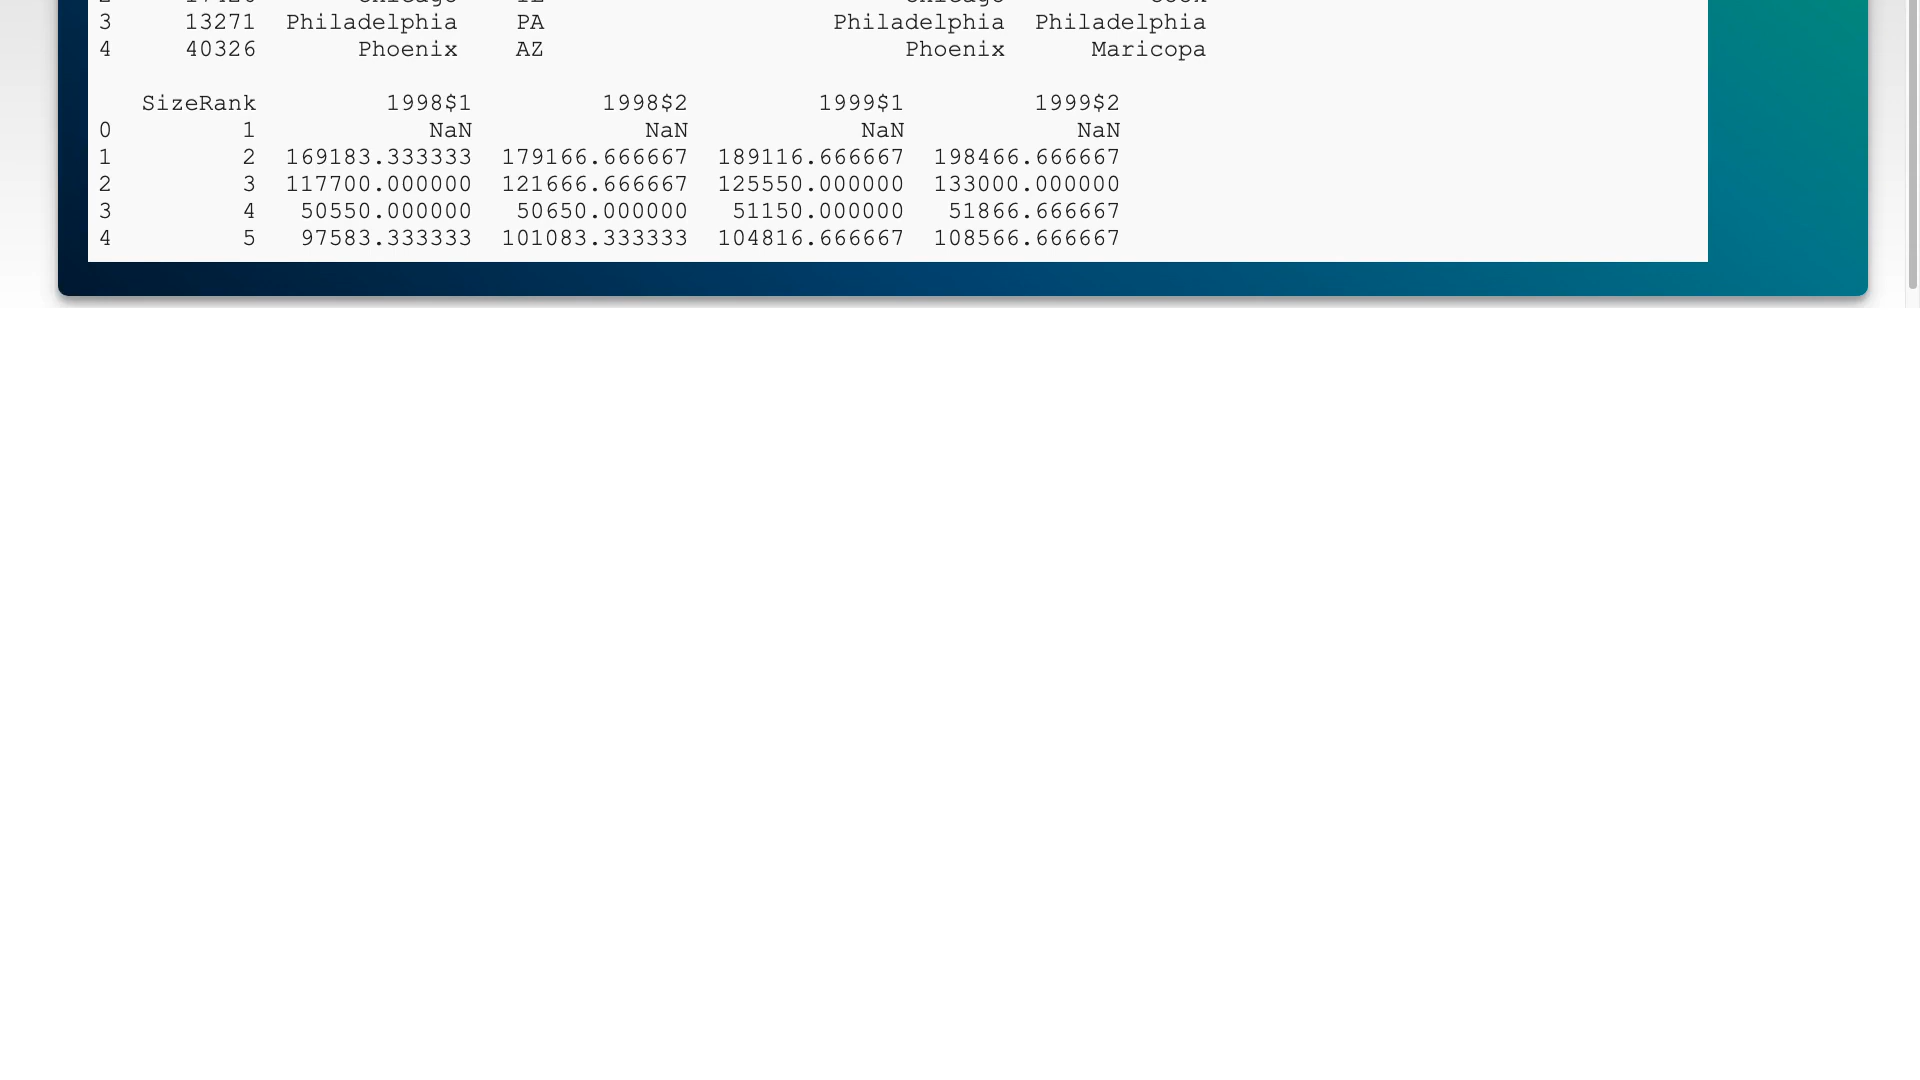 3 13271 Philadelphia PA Philadelphia Philadelphia
4 40326 Phoenix AZ Phoenix Maricopa
SizeRank 1998$1 1998$2 1999$1 1999$2
0 1 NaN NaN NaN NaN
1 2 169183.333333 179166.666667 189116.666667 198466.666667
2 3 117700.000000 121666.666667 125550.000000 133000.000000
3 4 50550.000000 50650.000000 51150.000000 51866.666667
4 5 97583.333333 101083.333333 104816.666667 108566.666667